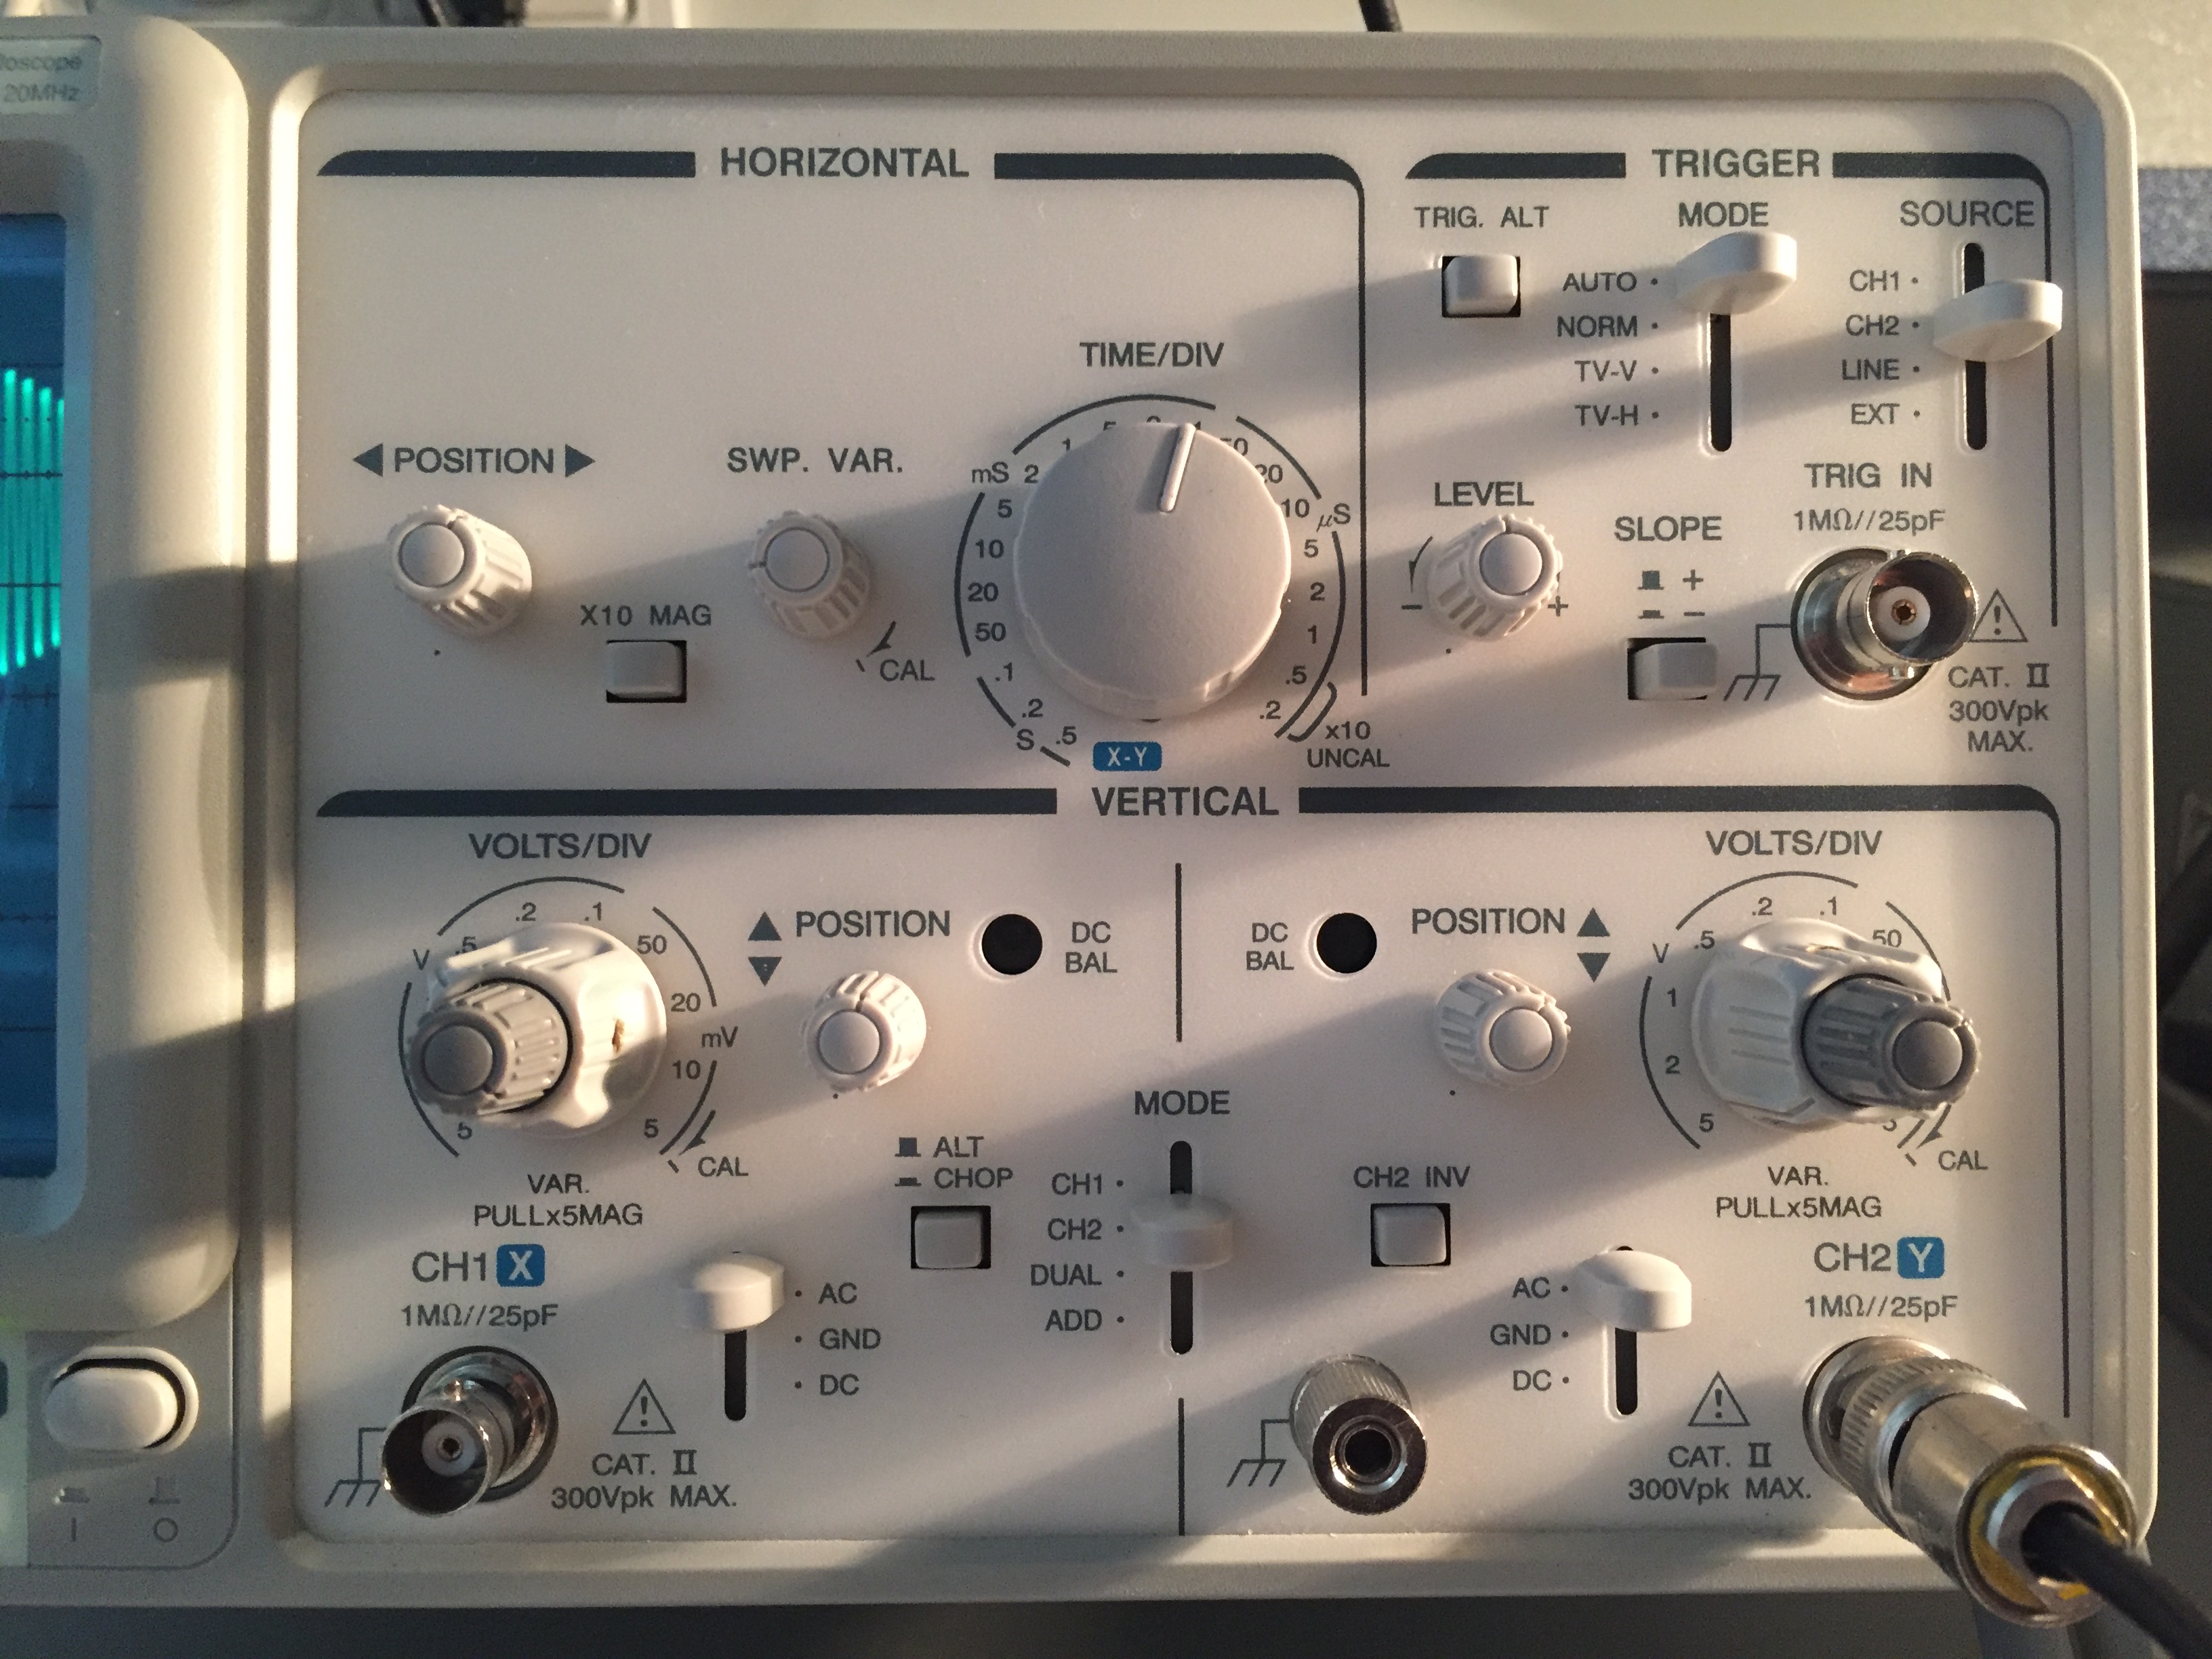 oscope
20MHz
HORIZONTAL
POSITION
SWP. VAR.
X10 MAG
CAL
TIME/DIV
mS
.5
.2
.1
50
20
10
μS
5
2
1
.5
.2
x10
UNCAL
1
2
5
10
20
50
.1
.2
S
.5
X-Y
TRIGGER
TRIG. ALT
MODE
SOURCE
AUTO
NORM
TV-V
TV-H
CH1
CH2
LINE
EXT
LEVEL
− +
SLOPE
+
−
TRIG IN
1MΩ//25pF
CAT. II
300Vpk
MAX.
VERTICAL
VOLTS/DIV
V
.5
.2
.1
50
20
mV
10
5
5
CAL
VAR.
PULLx5MAG
POSITION
DC
BAL
CH1 X
1MΩ//25pF
CAT. II
300Vpk MAX.
AC
GND
DC
ALT
CHOP
MODE
CH1
CH2
DUAL
ADD
DC
BAL
POSITION
CH2 INV
AC
GND
DC
VOLTS/DIV
V
.5
.2
.1
50
1
2
5
5
CAL
VAR.
PULLx5MAG
CH2 Y
1MΩ//25pF
CAT. II
300Vpk MAX.
I O